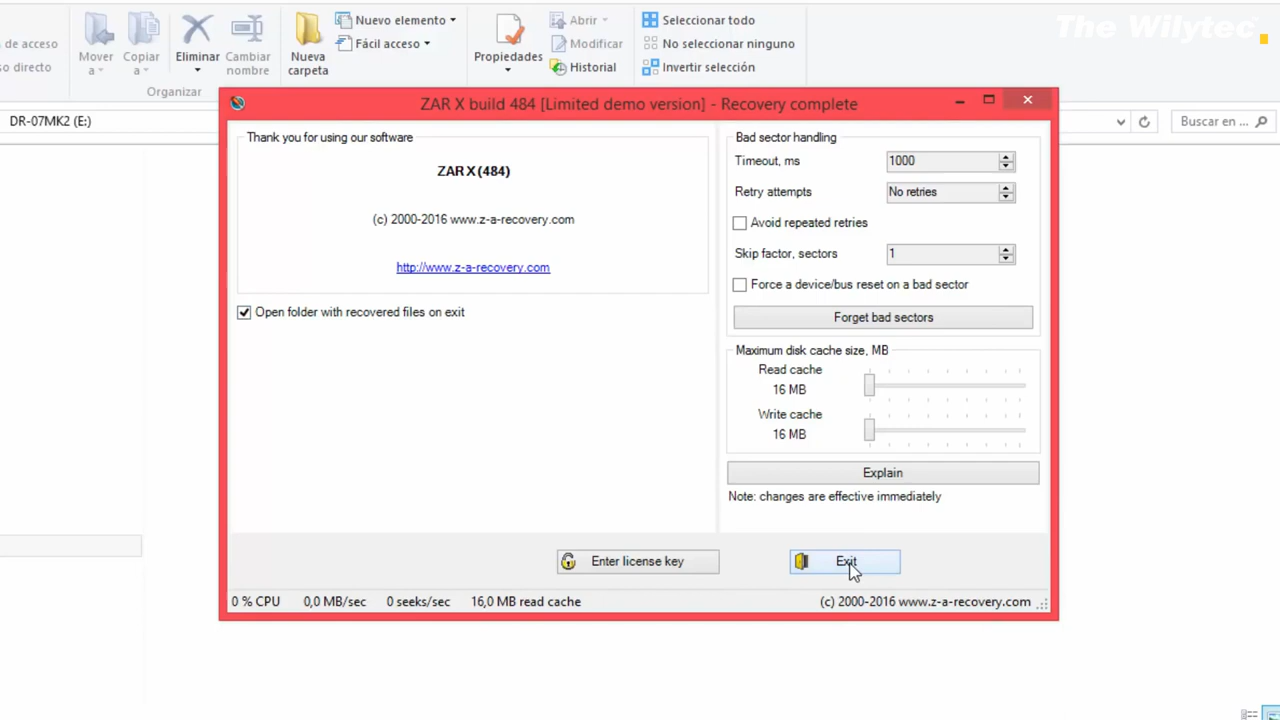 de acceso
so directo
Mover
a
Copiar
a
Eliminar
Cambiar
nombre
Organizar
Nueva
carpeta
Nuevo elemento
Fácil acceso
Propiedades
Abrir
Modificar
Historial
Seleccionar todo
No seleccionar ninguno
Invertir selección
The Wilytec
DR-07MK2 (E:)
Buscar en ...
ZAR X build 484 [Limited demo version] - Recovery complete
Thank you for using our software
ZAR X (484)
(c) 2000-2016 www.z-a-recovery.com
http://www.z-a-recovery.com
Open folder with recovered files on exit
Bad sector handling
Timeout, ms 1000
Retry attempts No retries
Avoid repeated retries
Skip factor, sectors 1
Force a device/bus reset on a bad sector
Forget bad sectors
Maximum disk cache size, MB
Read cache
16 MB
Write cache
16 MB
Explain
Note: changes are effective immediately
Enter license key
Exit
0 % CPU 0,0 MB/sec 0 seeks/sec 16,0 MB read cache (c) 2000-2016 www.z-a-recovery.com